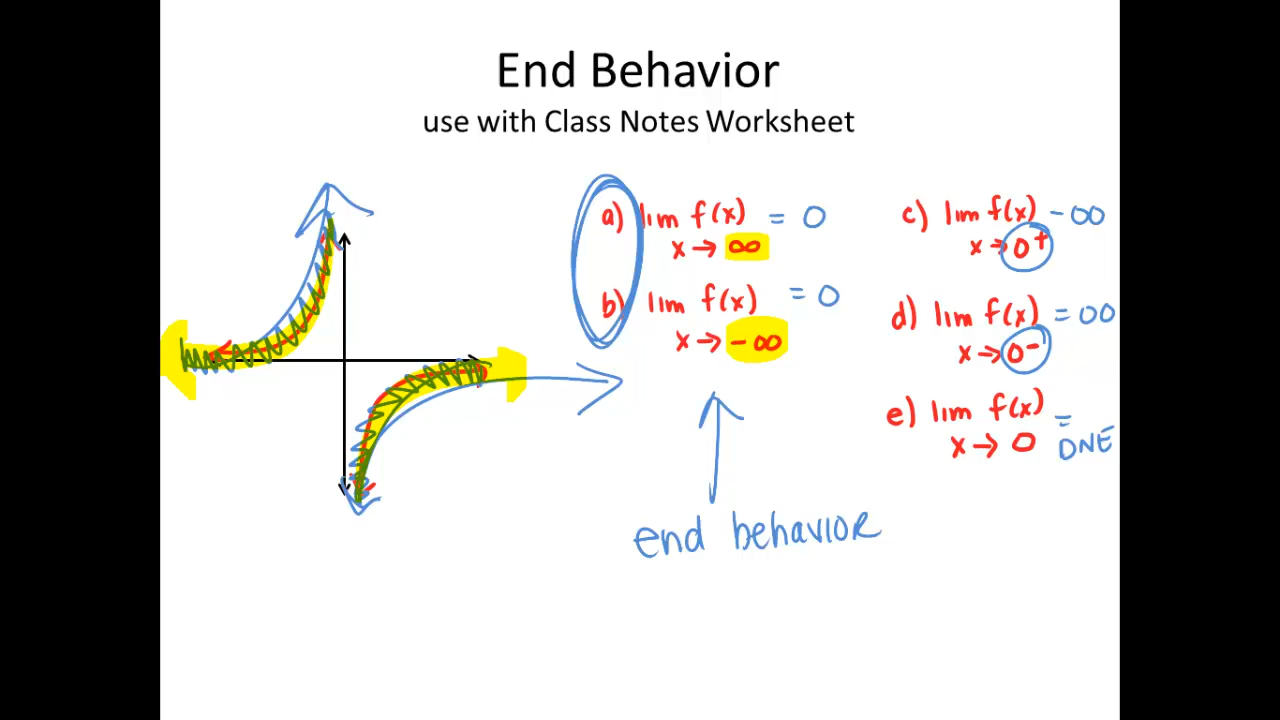 End Behavior
use with Class Notes Worksheet
a) lim f(x) = 0
x → ∞
b) lim f(x) = 0
x → -∞
end behavior
c) lim f(x) - ∞
x → 0+
d) lim f(x) = ∞
x → 0-
e) lim f(x) =
x → 0 DNE